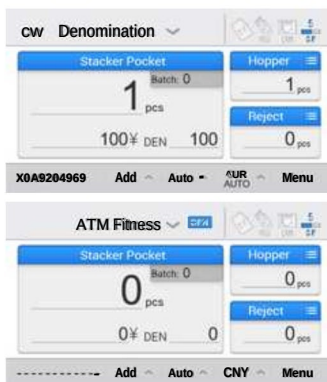 CW Denomination
Stacker Pocket
Batch: 0
1 pcs
100¥ DEN 100
Hopper
1 pcs
Reject
0 pcs
X0A9204969 Add Auto AUTO Menu
ATM Fitness
Stacker Pocket
Batch: 0
0 pcs
0¥ DEN 0
Hopper
0 pcs
Reject
0 pcs
Add Auto CNY Menu